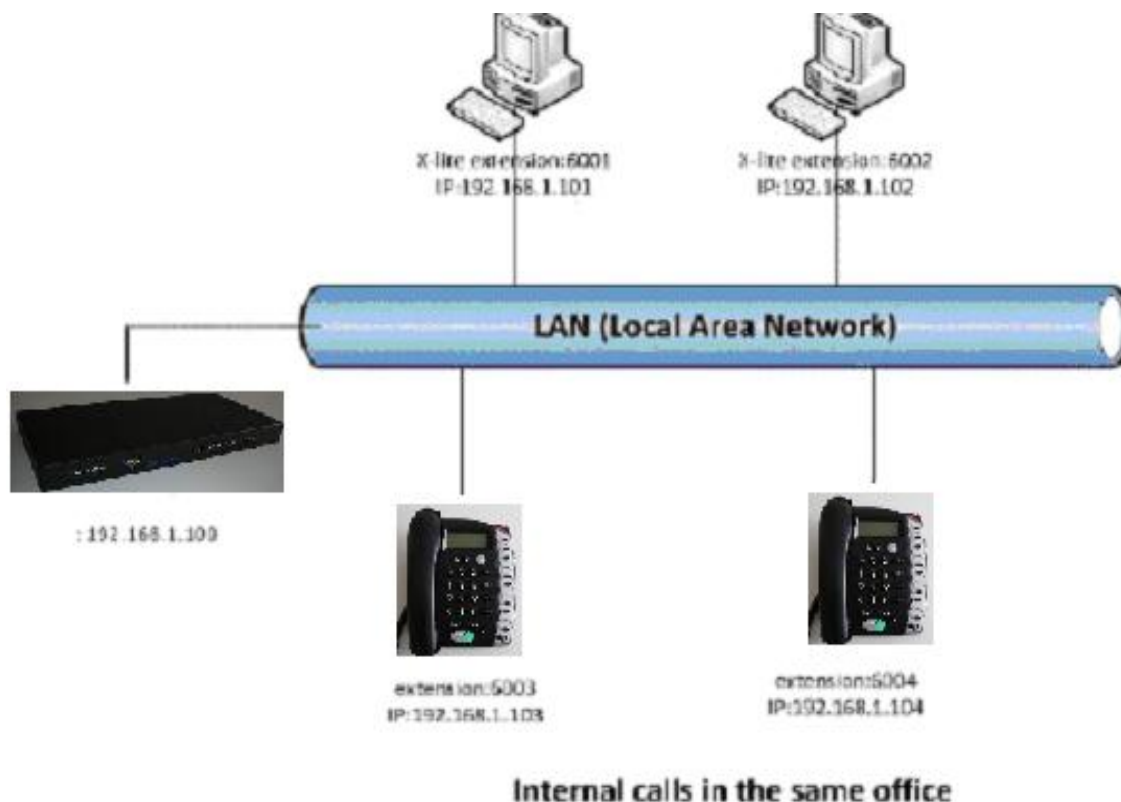 X-lite extension:6001
IP:192.168.1.101
X-lite extension:6002
IP:192.168.1.102
LAN (Local Area Network)
: 192.168.1.100
extension:6003
IP:192.168.1.103
extension:6004
IP:192.168.1.104
Internal calls in the same office